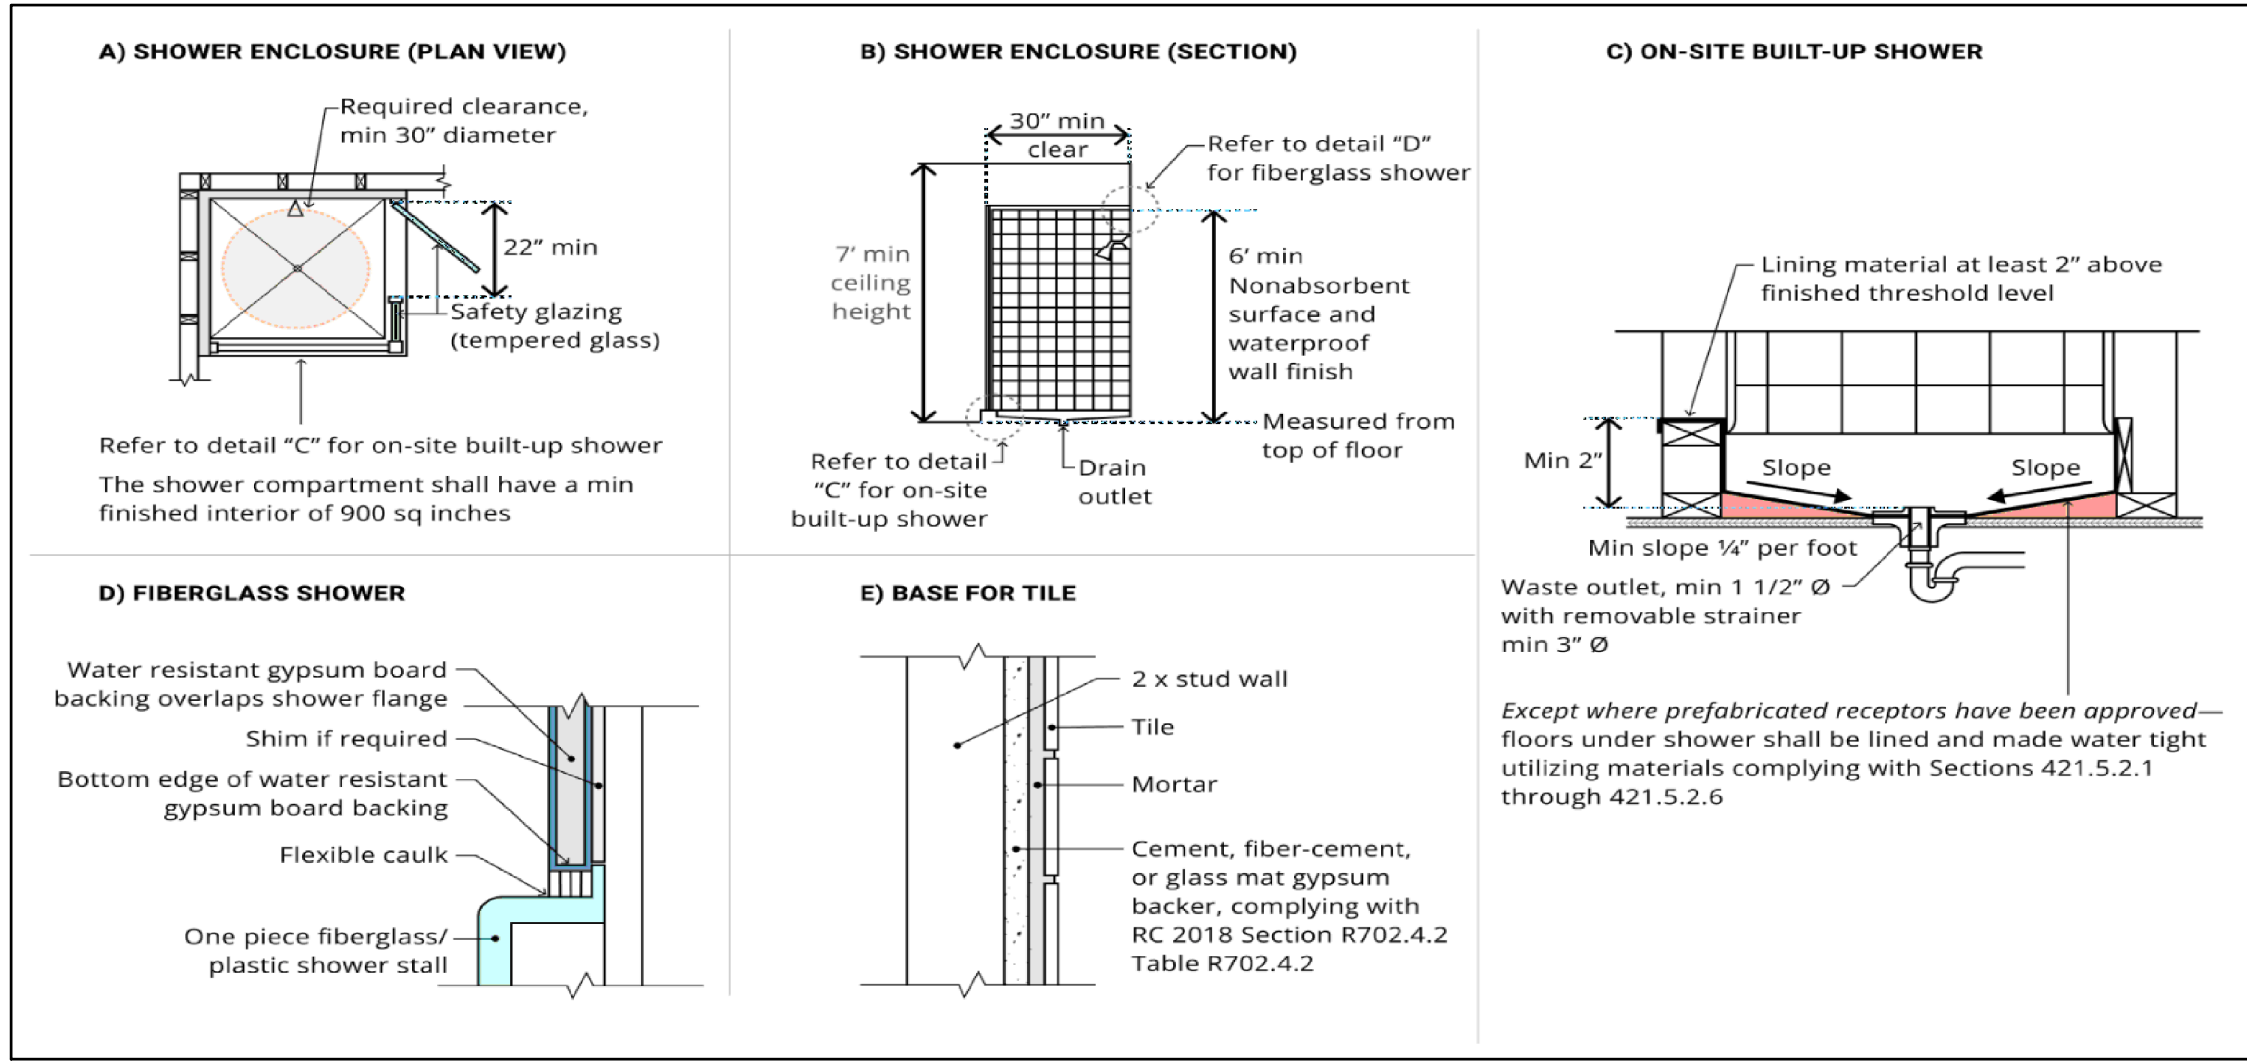 A) SHOWER ENCLOSURE (PLAN VIEW)
Required clearance,
min 30” diameter
22” min
Safety glazing
(tempered glass)
Refer to detail “C” for on-site built-up shower
The shower compartment shall have a min
finished interior of 900 sq inches
B) SHOWER ENCLOSURE (SECTION)
30” min
clear
Refer to detail “D”
for fiberglass shower
7’ min
ceiling
height
6’ min
Nonabsorbent
surface and
waterproof
wall finish
Measured from
top of floor
Refer to detail
“C” for on-site
built-up shower
Drain
outlet
C) ON-SITE BUILT-UP SHOWER
Lining material at least 2” above
finished threshold level
Min 2”
Slope
Slope
Min slope ¼” per foot
Waste outlet, min 1 1/2” Ø
with removable strainer
min 3” Ø
Except where prefabricated receptors have been approved—
floors under shower shall be lined and made water tight
utilizing materials complying with Sections 421.5.2.1
through 421.5.2.6
D) FIBERGLASS SHOWER
Water resistant gypsum board
backing overlaps shower flange
Shim if required
Bottom edge of water resistant
gypsum board backing
Flexible caulk
One piece fiberglass/
plastic shower stall
E) BASE FOR TILE
2 x stud wall
Tile
Mortar
Cement, fiber-cement,
or glass mat gypsum
backer, complying with
RC 2018 Section R702.4.2
Table R702.4.2